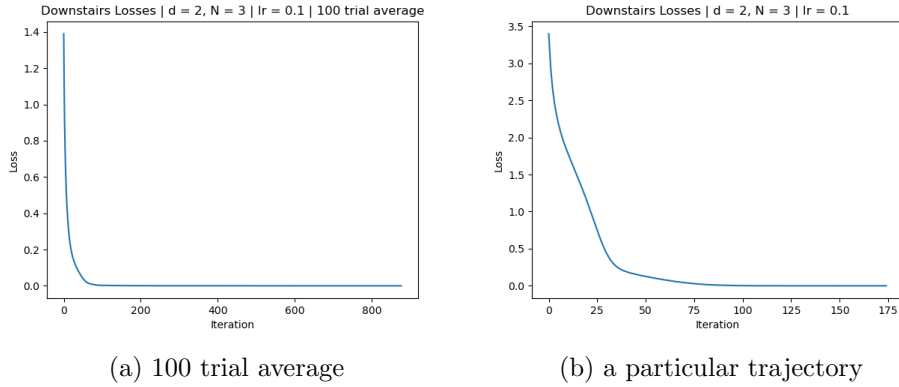 Downstairs Losses | d = 2, N = 3 | lr = 0.1 | 100 trial average
1.4
1.2
1.0
0.8
0.6
0.4
0.2
0.0
Loss
0 200 400 600 800
Iteration
(a) 100 trial average
Downstairs Losses | d = 2, N = 3 | lr = 0.1
3.5
3.0
2.5
2.0
1.5
1.0
0.5
0.0
Loss
0 25 50 75 100 125 150 175
Iteration
(b) a particular trajectory